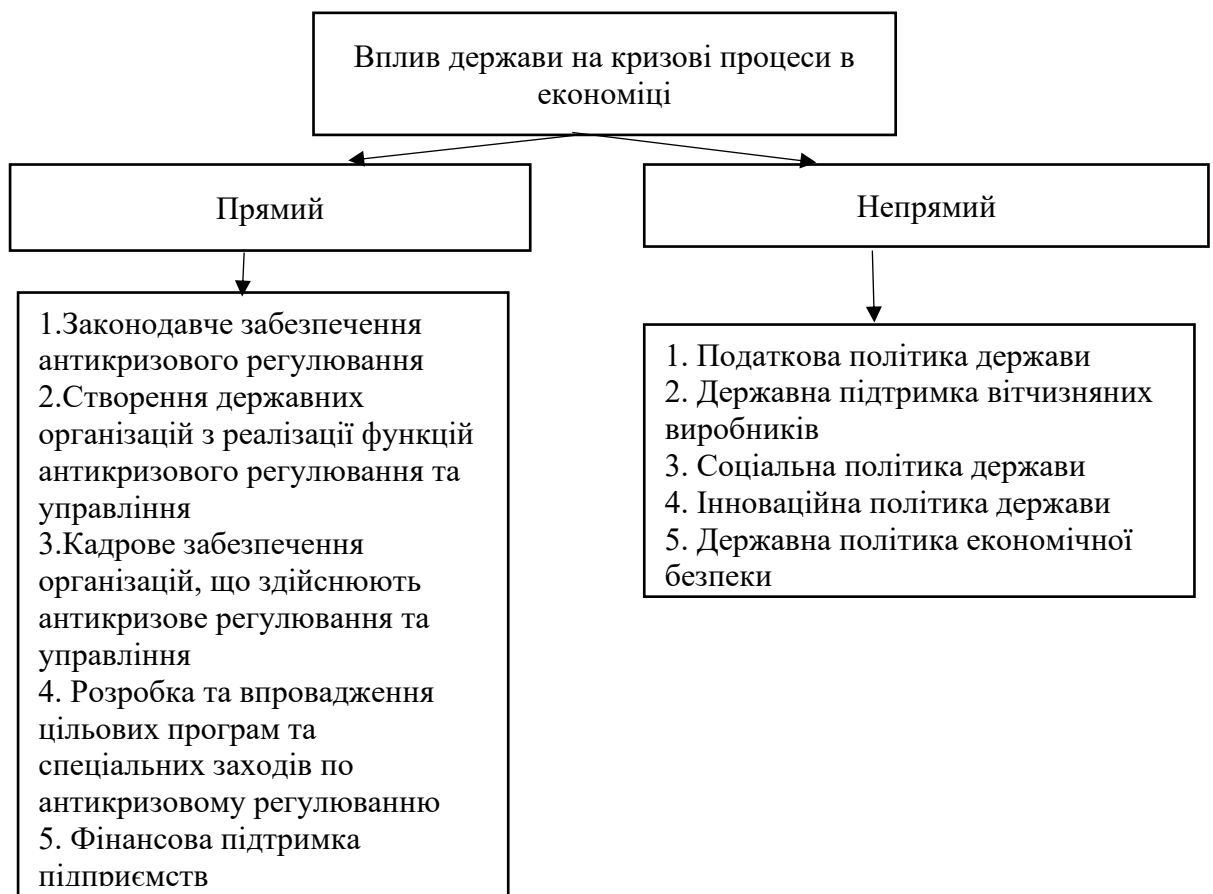 Вплив держави на кризові процеси в
економіці
Прямий
Непрямий
1.Законодавче забезпечення
антикризового регулювання
2.Створення державних
організацій з реалізації функцій
антикризового регулювання та
управління
3.Кадрове забезпечення
організацій, що здійснюють
антикризове регулювання та
управління
4. Розробка та впровадження
цільових програм та
спеціальних заходів по
антикризовому регулюванню
5. Фінансова підтримка
підприємств
1. Податкова політика держави
2. Державна підтримка вітчизняних
виробників
3. Соціальна політика держави
4. Інноваційна політика держави
5. Державна політика економічної
безпеки